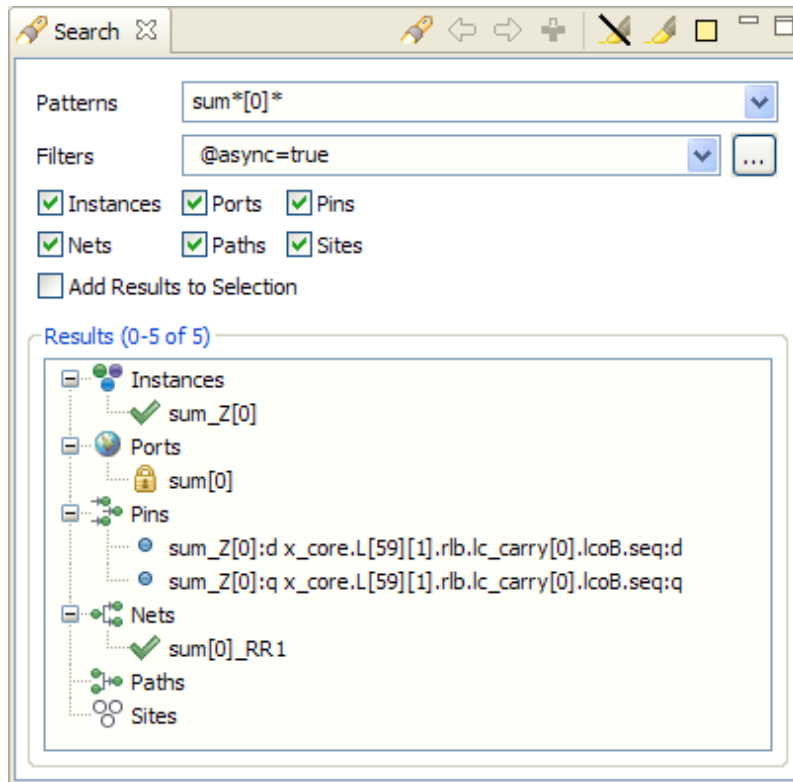 Search
Patterns sum*[0]*
Filters @async=true ...
Instances Ports Pins
Nets Paths Sites
Add Results to Selection
Results (0-5 of 5)
Instances
sum_Z[0]
Ports
sum[0]
Pins
sum_Z[0]:d x_core.L[59][1].rlb.lc_carry[0].lcoB.seq:d
sum_Z[0]:q x_core.L[59][1].rlb.lc_carry[0].lcoB.seq:q
Nets
sum[0]_RR1
Paths
Sites